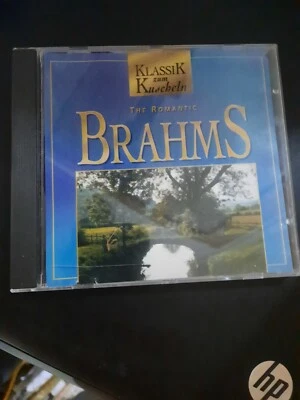 KLASSIK
zum
Kuscheln
THE ROMANTIC
BRAHMS
hp